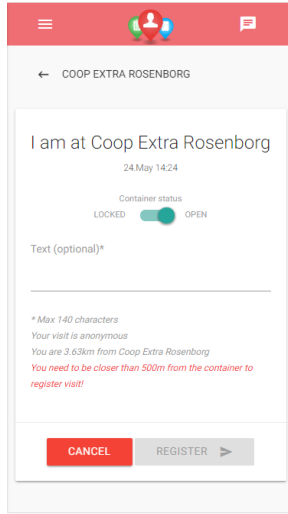 COOP EXTRA ROSENBORG
I am at Coop Extra Rosenborg
24.May 14:24
Container status
LOCKED OPEN
Text (optional)*
* Max 140 characters
Your visit is anonymous
You are 3.63km from Coop Extra Rosenborg
You need to be closer than 500m from the container to
register visit!
CANCEL REGISTER